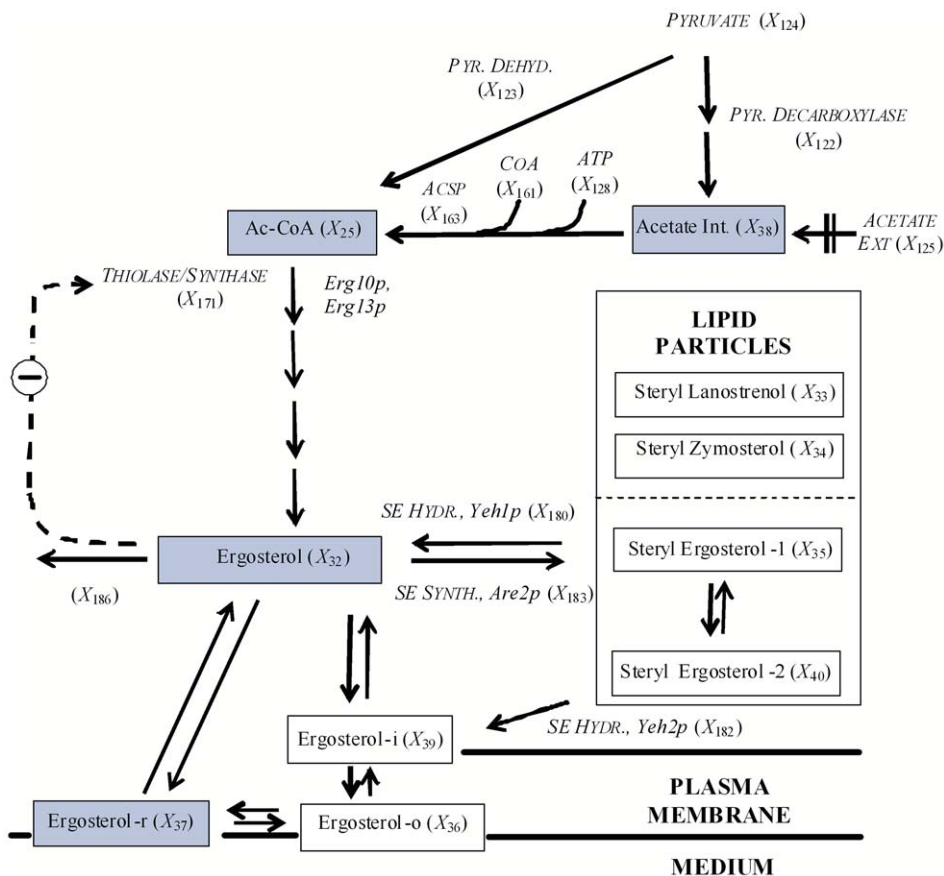 PYRUVATE (X124)
PYR. DEHYD.
(X123)
PYR. DECARBOXYLASE
(X122)
ACSP
(X163)
COA
(X161)
ATP
(X128)
Ac-CoA (X25)
Acetate Int. (X38)
ACETATE
EXT (X125)
THIOLASE/SYNTHASE
(X171)
Erg10p,
Erg13p
LIPID
PARTICLES
Steryl Lanostrenol (X33)
Steryl Zymosterol (X34)
SE HYDR., Yeh1p (X180)
Ergosterol (X32)
Steryl Ergosterol -1 (X35)
(X186)
SE SYNTH., Are2p (X183)
Steryl Ergosterol -2 (X40)
Ergosterol-i (X39)
SE HYDR., Yeh2p (X182)
PLASMA
MEMBRANE
Ergosterol-r (X37)
Ergosterol-o (X36)
MEDIUM